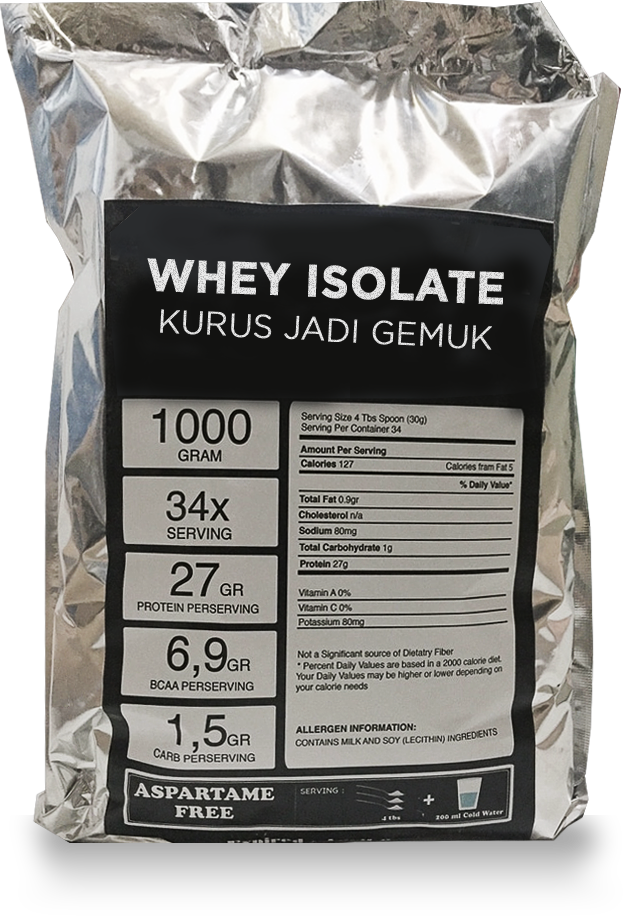 WHEY ISOLATE
KURUS JADI GEMUK
1000
GRAM
34x
SERVING
27 GR
PROTEIN PERSERVING
6,9GR
BCAA PERSERVING
1,5GR
CARB PERSERVING
Serving Size 4 Tbs Spoon (30g)
Serving Per Container 34
Amount Per Serving
Calories 127 Calories fram Fat 5
% Daily Value*
Total Fat 0.9gr
Cholesterol n/a
Sodium 80mg
Total Carbohydrate 1g
Protein 27g
Vitamin A 0%
Vitamin C 0%
Potassium 80mg
Not a Significant source of Dietatry Fiber
* Percent Daily Values are based in a 2000 calorie diet.
Your Daily Values may be higher or lower depending on
your calorie needs
ALLERGEN INFORMATION:
CONTAINS MILK AND SOY (LECITHIN) INGREDIENTS
ASPARTAME
FREE
SERVING :
4 tbs
+
200 ml Cold Water